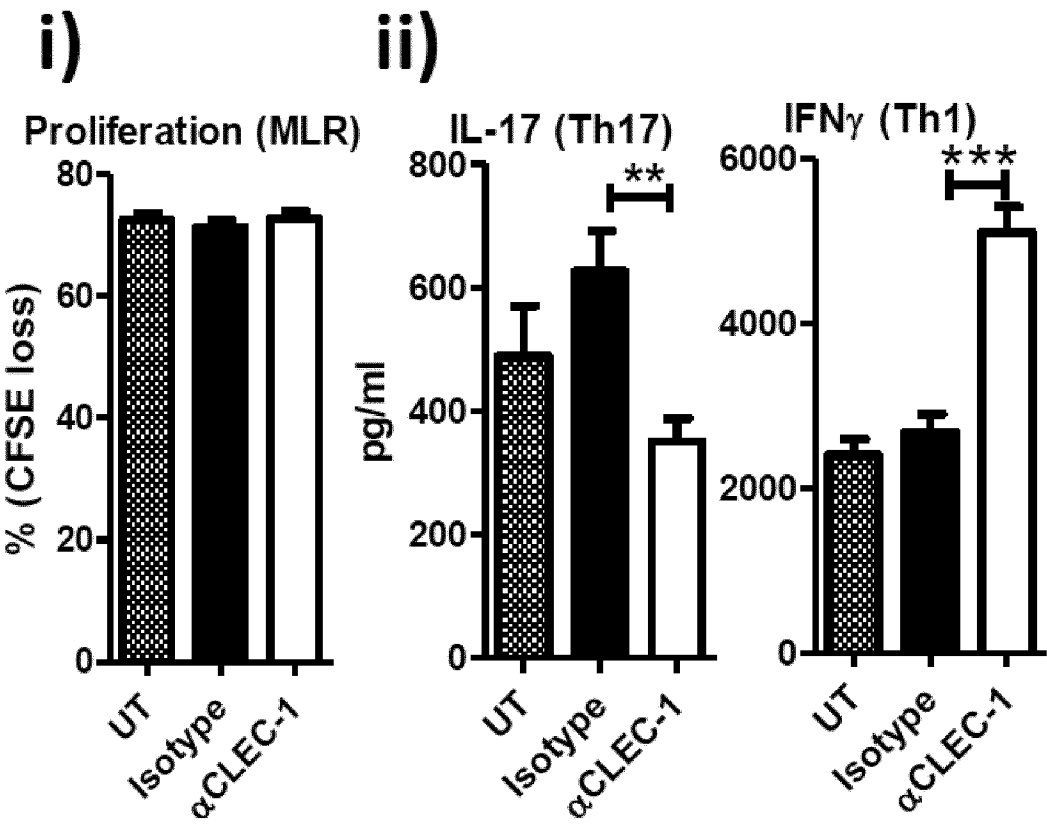 i)
Proliferation (MLR)
% (CFSE loss)
80
60
40
20
0
UT
Isotype
αCLEC-1
ii)
IL-17 (Th17)
pg/ml
800
600
400
200
0
**
UT
Isotype
αCLEC-1
IFNγ (Th1)
6000
4000
2000
0
***
UT
Isotype
αCLEC-1